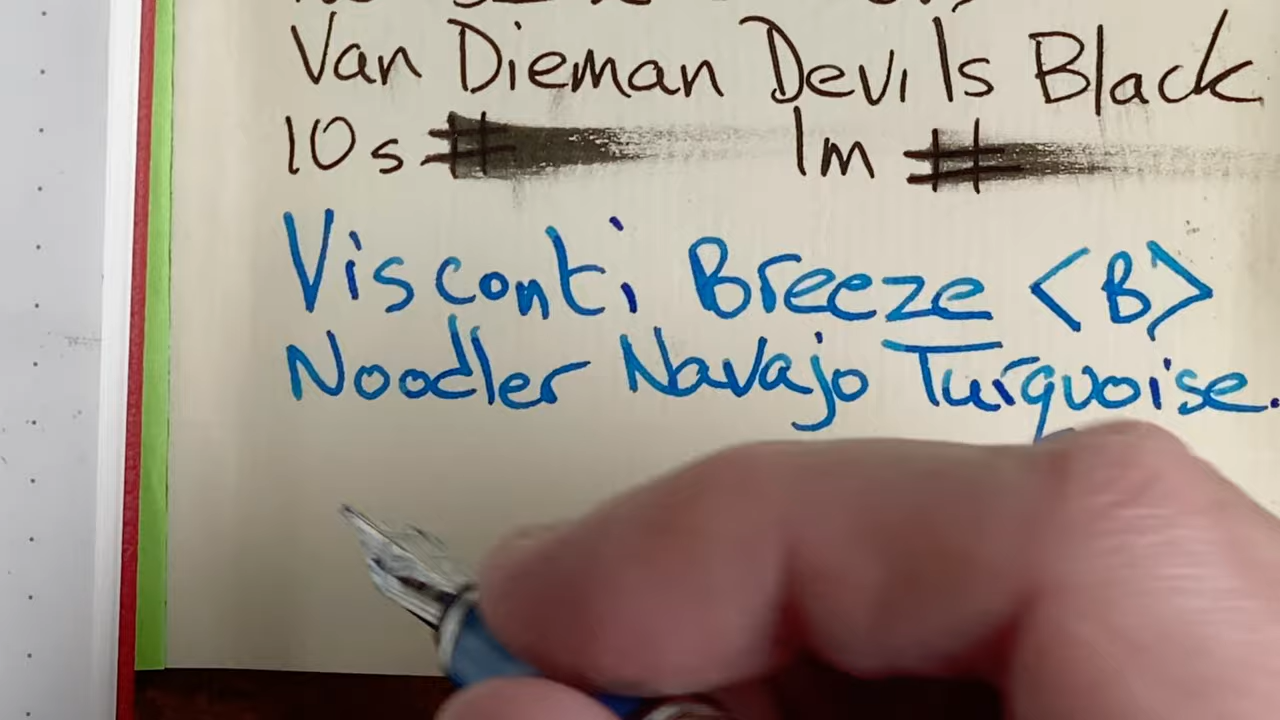 Van Dieman Devils Black
10s # 1m #
Visconti Breeze <B>
Noodler Navajo Turquoise.